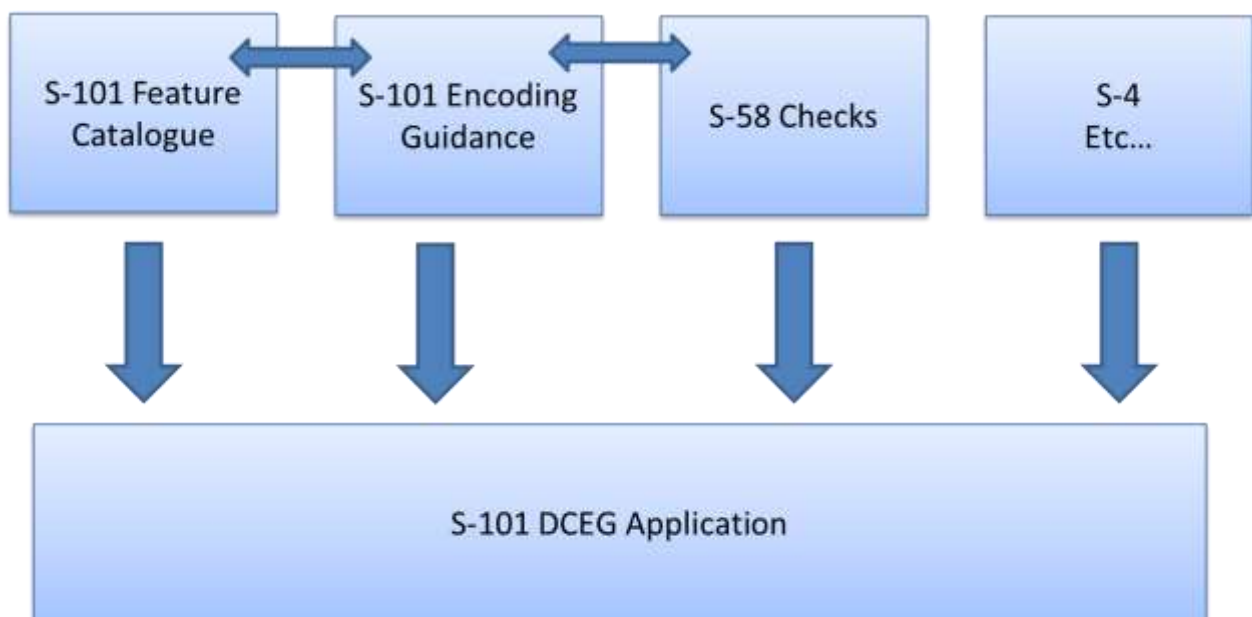 S-101 Feature
Catalogue
S-101 Encoding
Guidance
S-58 Checks
S-4
Etc...
S-101 DCEG Application